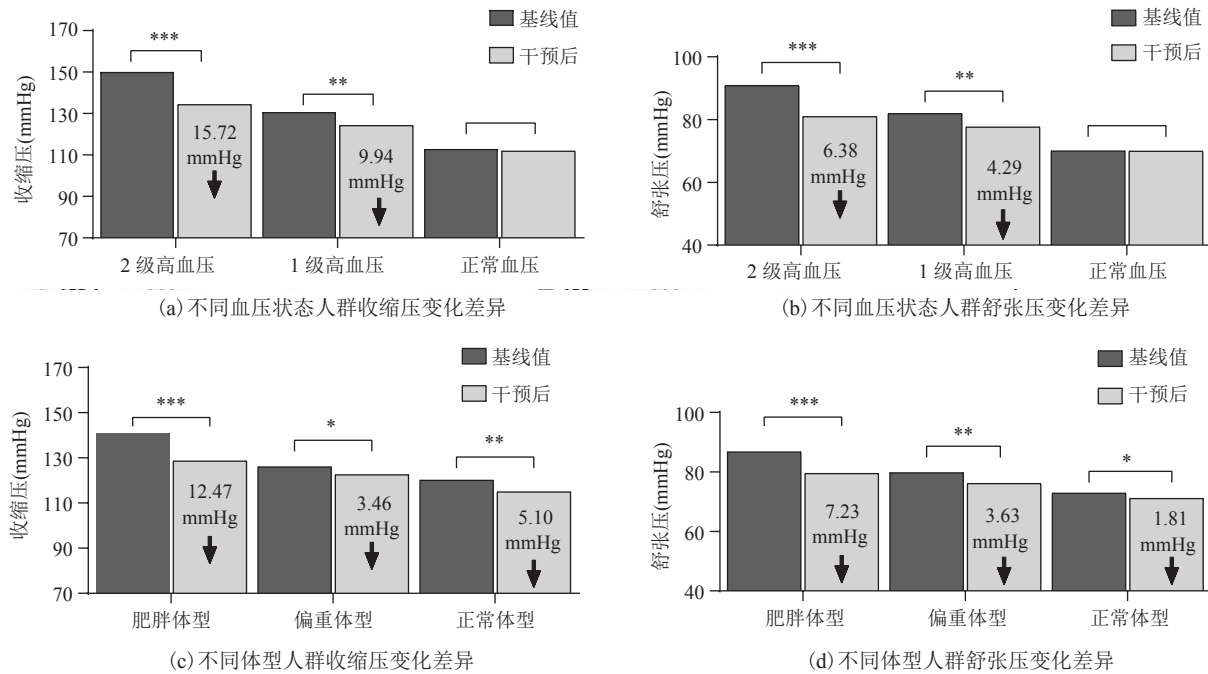 170
150
130
110
90
70
收缩压(mmHg)
基线值
干预后
***
**
15.72
mmHg
9.94
mmHg
2 级高血压
1 级高血压
正常血压
(a) 不同血压状态人群收缩压变化差异
100
80
60
40
舒张压(mmHg)
基线值
干预后
***
**
6.38
mmHg
4.29
mmHg
2 级高血压
1 级高血压
正常血压
(b) 不同血压状态人群舒张压变化差异
170
150
130
110
90
70
收缩压(mmHg)
基线值
干预后
***
*
**
12.47
mmHg
3.46
mmHg
5.10
mmHg
肥胖体型
偏重体型
正常体型
(c) 不同体型人群收缩压变化差异
100
80
60
40
舒张压(mmHg)
基线值
干预后
***
**
*
7.23
mmHg
3.63
mmHg
1.81
mmHg
肥胖体型
偏重体型
正常体型
(d) 不同体型人群舒张压变化差异